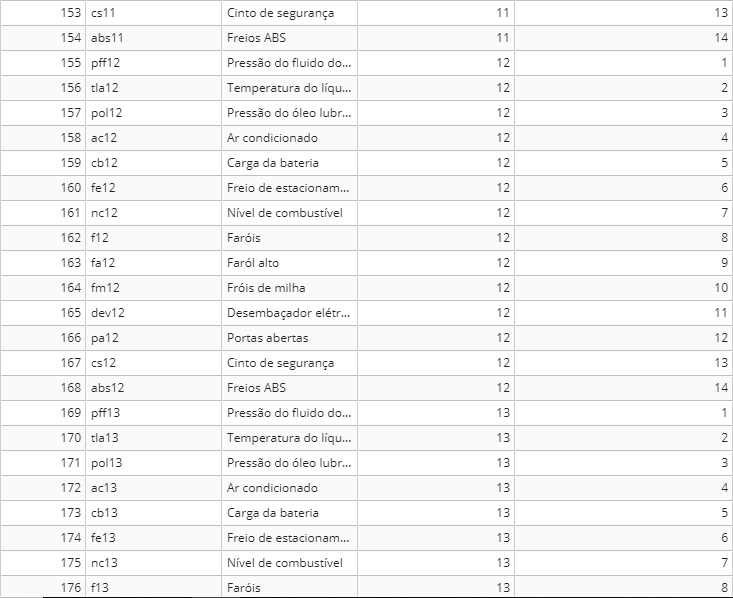 153 cs11 Cinto de segurança 11 13
154 abs11 Freios ABS 11 14
155 pff12 Pressão do fluido do... 12 1
156 tla12 Temperatura do líqu... 12 2
157 pol12 Pressão do óleo lubr... 12 3
158 ac12 Ar condicionado 12 4
159 cb12 Carga da bateria 12 5
160 fe12 Freio de estacionam... 12 6
161 nc12 Nível de combustível 12 7
162 f12 Faróis 12 8
163 fa12 Faról alto 12 9
164 fm12 Fróis de milha 12 10
165 dev12 Desembaçador elétr... 12 11
166 pa12 Portas abertas 12 12
167 cs12 Cinto de segurança 12 13
168 abs12 Freios ABS 12 14
169 pff13 Pressão do fluido do... 13 1
170 tla13 Temperatura do líqu... 13 2
171 pol13 Pressão do óleo lubr... 13 3
172 ac13 Ar condicionado 13 4
173 cb13 Carga da bateria 13 5
174 fe13 Freio de estacionam... 13 6
175 nc13 Nível de combustível 13 7
176 f13 Faróis 13 8